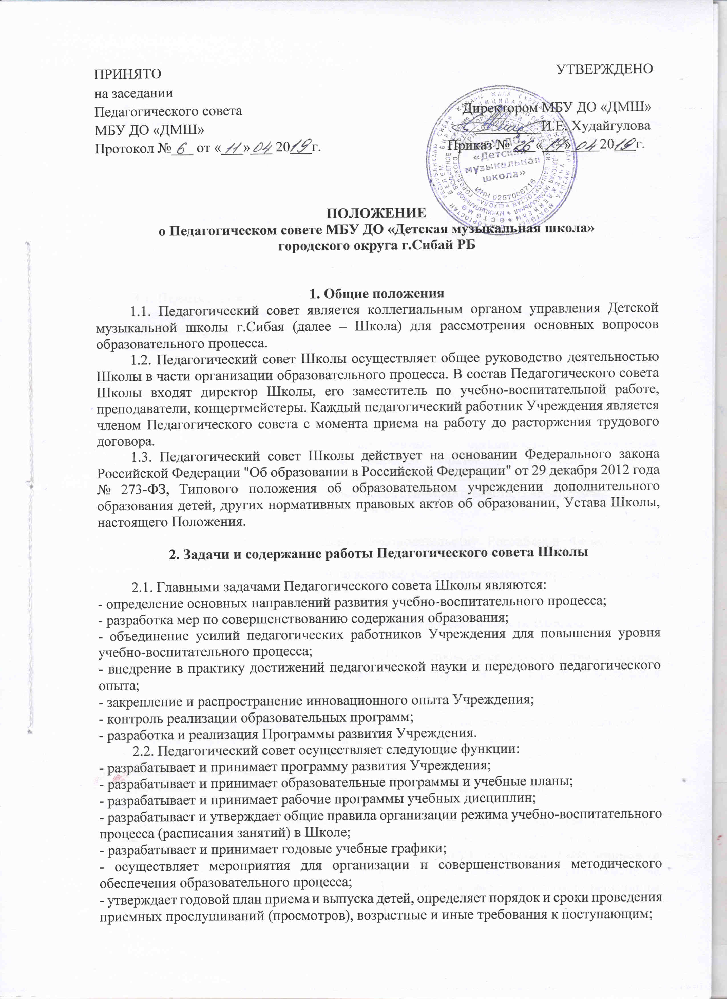 ПРИНЯТО
на заседании
Педагогического совета
МБУ ДО «ДМШ»
Протокол № 6 от « 11 » 04 2019г.
УТВЕРЖДЕНО
Директором МБУ ДО «ДМШ»
И.Е. Худайгулова
Приказ № 26 « 17 » 04 2019г.
МБУ ДО
«Детская
музыкальная
школа»
ИНН 0267008716
ПОЛОЖЕНИЕ
о Педагогическом совете МБУ ДО «Детская музыкальная школа»
городского округа г.Сибай РБ
1. Общие положения
1.1. Педагогический совет является коллегиальным органом управления Детской
музыкальной школы г.Сибая (далее – Школа) для рассмотрения основных вопросов
образовательного процесса.
1.2. Педагогический совет Школы осуществляет общее руководство деятельностью
Школы в части организации образовательного процесса. В состав Педагогического совета
Школы входят директор Школы, его заместитель по учебно-воспитательной работе,
преподаватели, концертмейстеры. Каждый педагогический работник Учреждения является
членом Педагогического совета с момента приема на работу до расторжения трудового
договора.
1.3. Педагогический совет Школы действует на основании Федерального закона
Российской Федерации "Об образовании в Российской Федерации" от 29 декабря 2012 года
№ 273-ФЗ, Типового положения об образовательном учреждении дополнительного
образования детей, других нормативных правовых актов об образовании, Устава Школы,
настоящего Положения.
2. Задачи и содержание работы Педагогического совета Школы
2.1. Главными задачами Педагогического совета Школы являются:
- определение основных направлений развития учебно-воспитательного процесса;
- разработка мер по совершенствованию содержания образования;
- объединение усилий педагогических работников Учреждения для повышения уровня
учебно-воспитательного процесса;
- внедрение в практику достижений педагогической науки и передового педагогического
опыта;
- закрепление и распространение инновационного опыта Учреждения;
- контроль реализации образовательных программ;
- разработка и реализация Программы развития Учреждения.
2.2. Педагогический совет осуществляет следующие функции:
- разрабатывает и принимает программу развития Учреждения;
- разрабатывает и принимает образовательные программы и учебные планы;
- разрабатывает и принимает рабочие программы учебных дисциплин;
- разрабатывает и утверждает общие правила организации режима учебно-воспитательного
процесса (расписания занятий) в Школе;
- разрабатывает и принимает годовые учебные графики;
- осуществляет мероприятия для организации и совершенствования методического
обеспечения образовательного процесса;
- утверждает годовой план приема и выпуска детей, определяет порядок и сроки проведения
приемных прослушиваний (просмотров), возрастные и иные требования к поступающим;